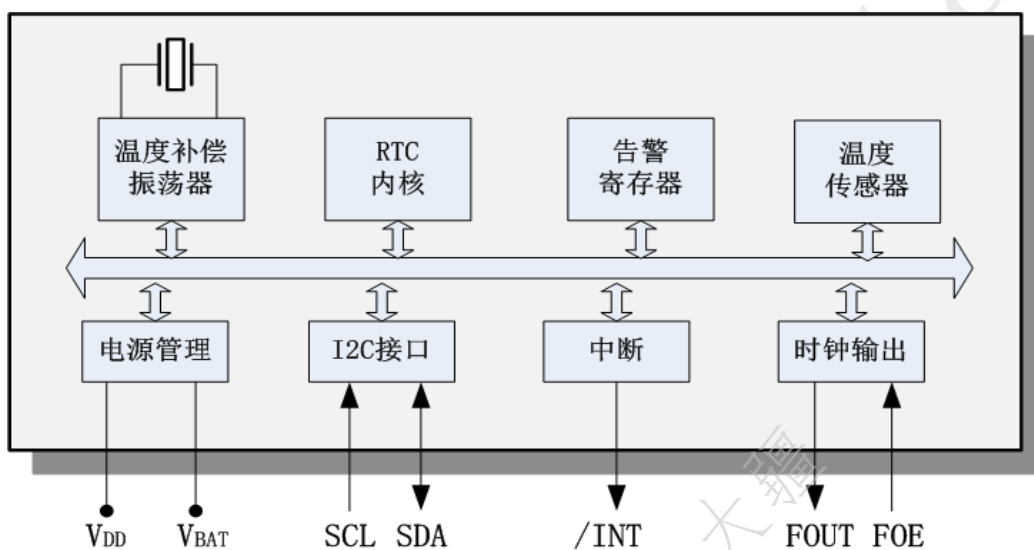 温度补偿
振荡器
RTC
内核
告警
寄存器
温度
传感器
电源管理
I2C接口
中断
时钟输出
VDD
VBAT
SCL
SDA
/INT
FOUT
FOE
大疆